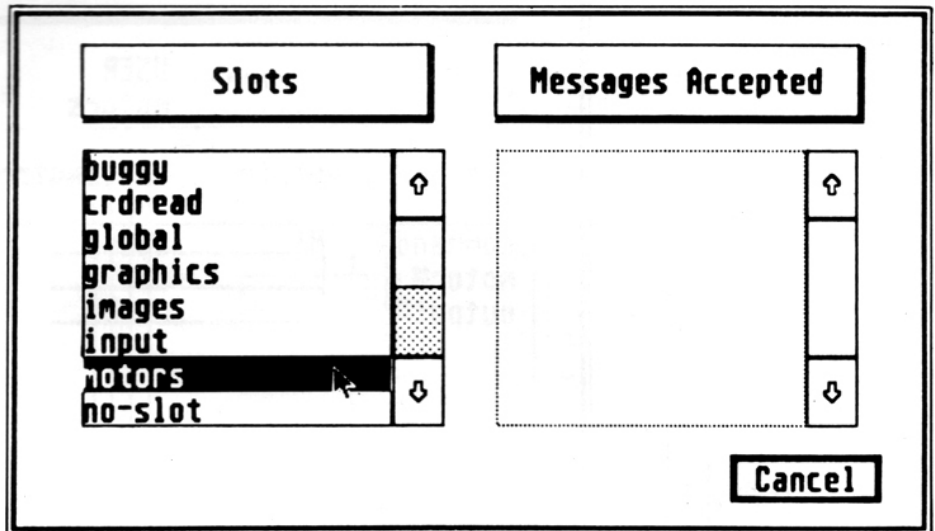 Slots
Messages Accepted
buggy
crdread
global
graphics
images
input
motors
no-slot
Cancel